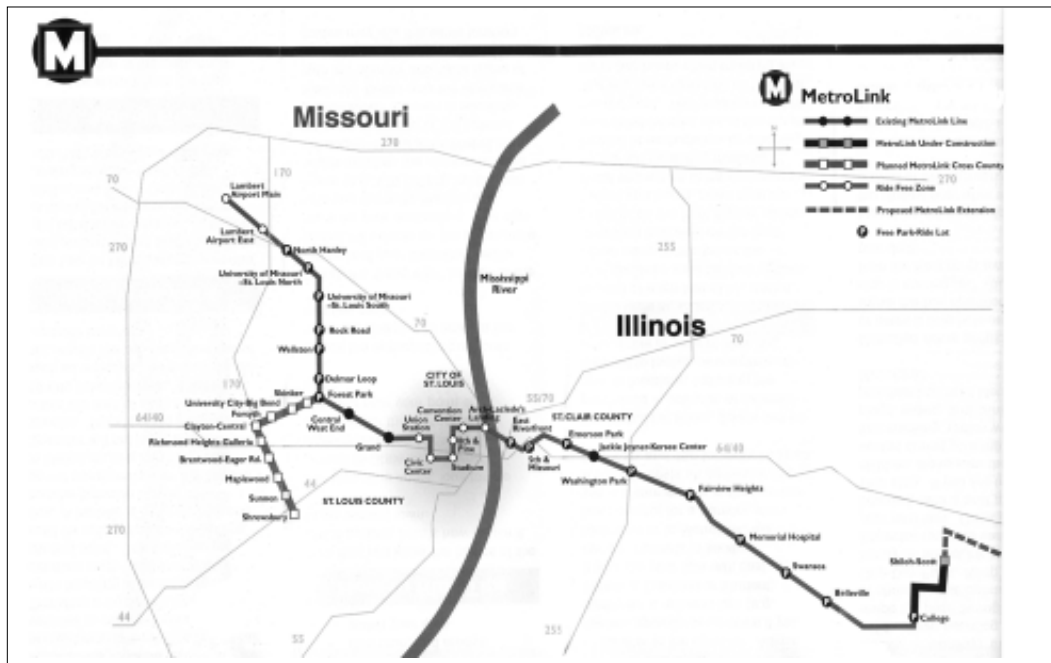 M
M
MetroLink
Existing MetroLink Line
MetroLink Under Construction
Planned MetroLink Cross County
Ride Free Zone
Proposed MetroLink Extension
P
Free Park-Ride Lot
N
Missouri
270
170
70
270
270
Lambert
Airport Main
Lambert
Airport East
North Hanley
University of Missouri
-St. Louis North
University of Missouri
-St. Louis South
Rock Road
Wellston
Delmar Loop
Forest Park
Mississippi
River
255
Illinois
70
70
170
Skinker
University City-Big Bend
Forsyth
Clayton-Central
Richmond Heights-Galleria
Brentwood-Eager Rd.
Maplewood
Sunnen
Shrewsbury
64/40
Central
West End
Grand
CITY OF
ST. LOUIS
Union
Station
Convention
Center
Arch-Laclede's
Landing
8th &
Pine
Civic
Center
Stadium
55/70
East
Riverfront
ST. CLAIR COUNTY
Emerson Park
Jackie Joyner-Kersee Center
5th &
Missouri
Washington Park
64/40
44
ST. LOUIS COUNTY
Fairview Heights
Memorial Hospital
Swansea
Belleville
Shiloh-Scott
College
270
44
55
255